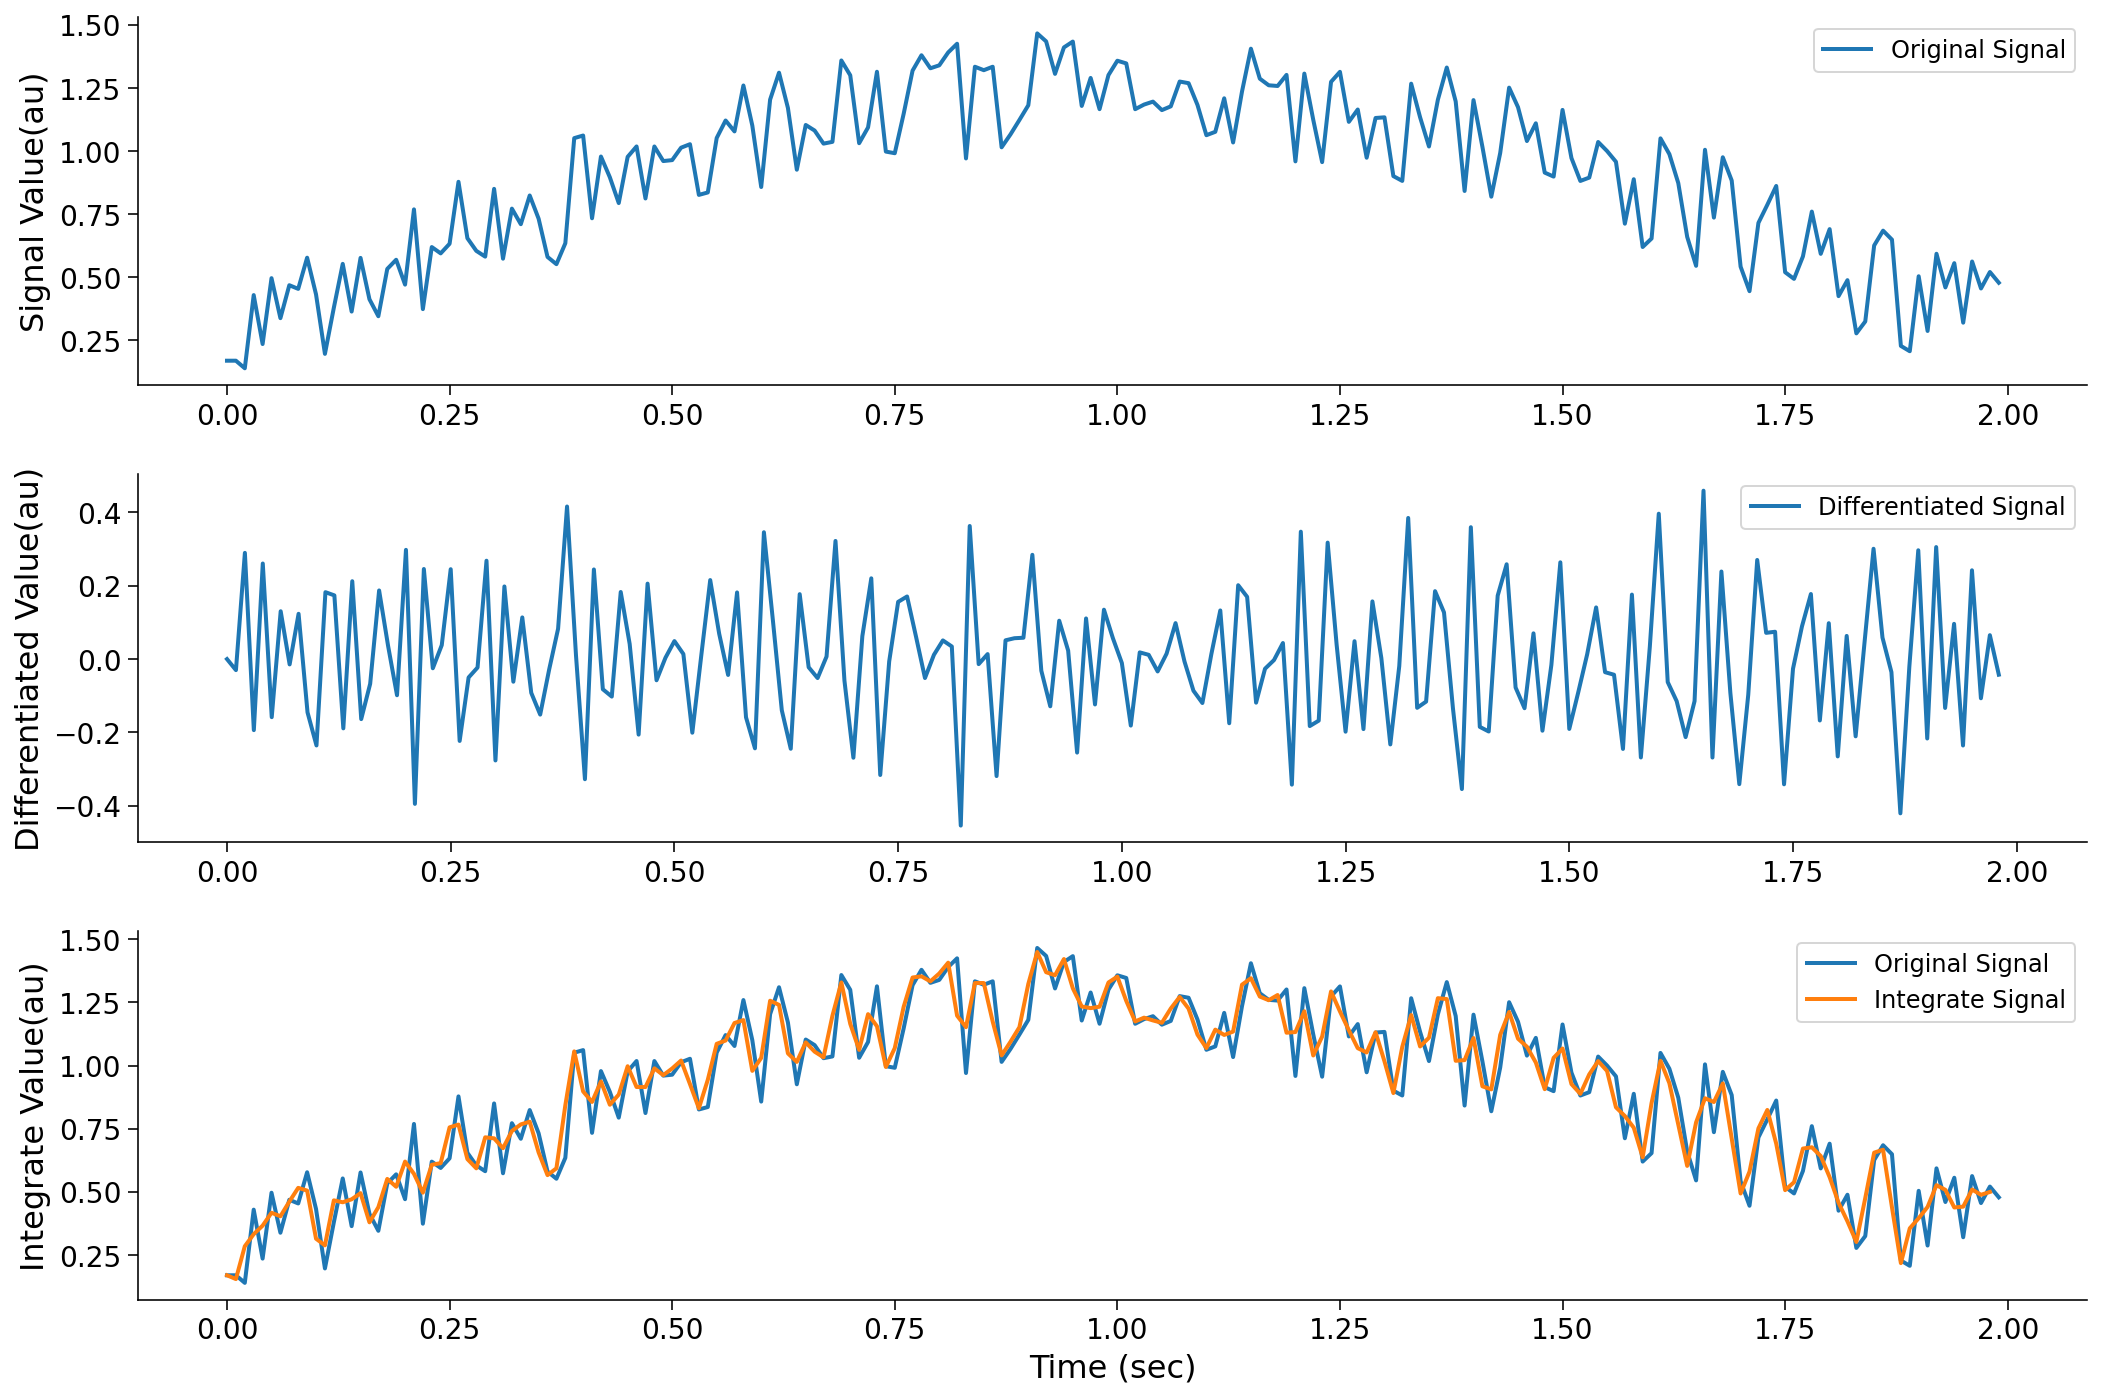 Signal Value(au)
1.50
1.25
1.00
0.75
0.50
0.25
Original Signal
0.00 0.25 0.50 0.75 1.00 1.25 1.50 1.75 2.00
Differentiated Value(au)
0.4
0.2
0.0
−0.2
−0.4
Differentiated Signal
0.00 0.25 0.50 0.75 1.00 1.25 1.50 1.75 2.00
Integrate Value(au)
1.50
1.25
1.00
0.75
0.50
0.25
Original Signal
Integrate Signal
0.00 0.25 0.50 0.75 1.00 1.25 1.50 1.75 2.00
Time (sec)